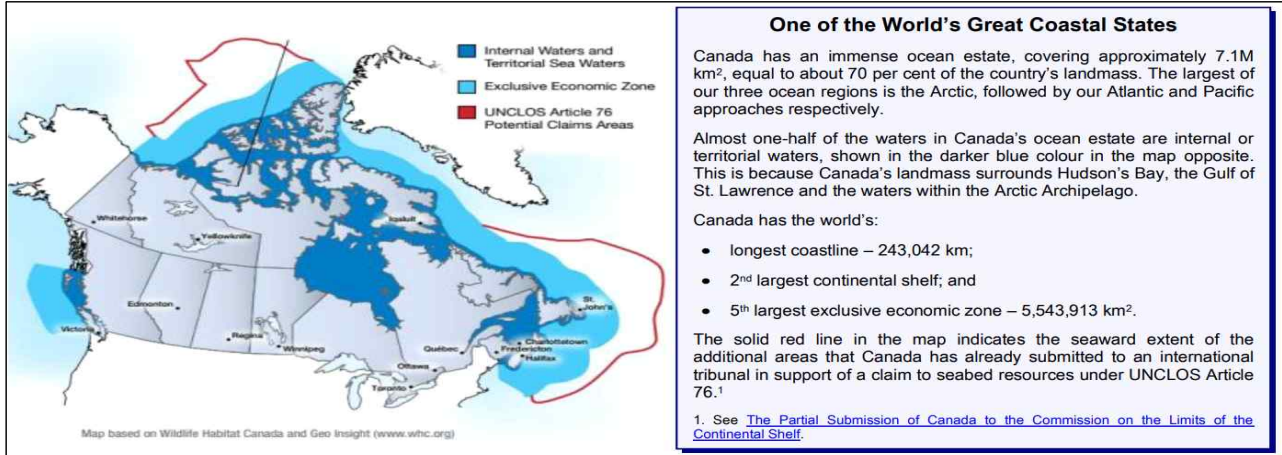 Internal Waters and
Territorial Sea Waters
Exclusive Economic Zone
UNCLOS Article 76
Potential Claims Areas
Whitehorse
Yellowknife
Iqaluit
Edmonton
St.
John's
Victoria
Regina
Winnipeg
Québec
Charlottetown
Fredericton
Halifax
Ottawa
Toronto
Map based on Wildlife Habitat Canada and Geo Insight (www.whc.org)
One of the World's Great Coastal States
Canada has an immense ocean estate, covering approximately 7.1M
km², equal to about 70 per cent of the country's landmass. The largest of
our three ocean regions is the Arctic, followed by our Atlantic and Pacific
approaches respectively.
Almost one-half of the waters in Canada's ocean estate are internal or
territorial waters, shown in the darker blue colour in the map opposite.
This is because Canada's landmass surrounds Hudson's Bay, the Gulf of
St. Lawrence and the waters within the Arctic Archipelago.
Canada has the world's:
• longest coastline – 243,042 km;
• 2nd largest continental shelf; and
• 5th largest exclusive economic zone – 5,543,913 km².
The solid red line in the map indicates the seaward extent of the
additional areas that Canada has already submitted to an international
tribunal in support of a claim to seabed resources under UNCLOS Article
76.¹
1. See The Partial Submission of Canada to the Commission on the Limits of the
Continental Shelf.